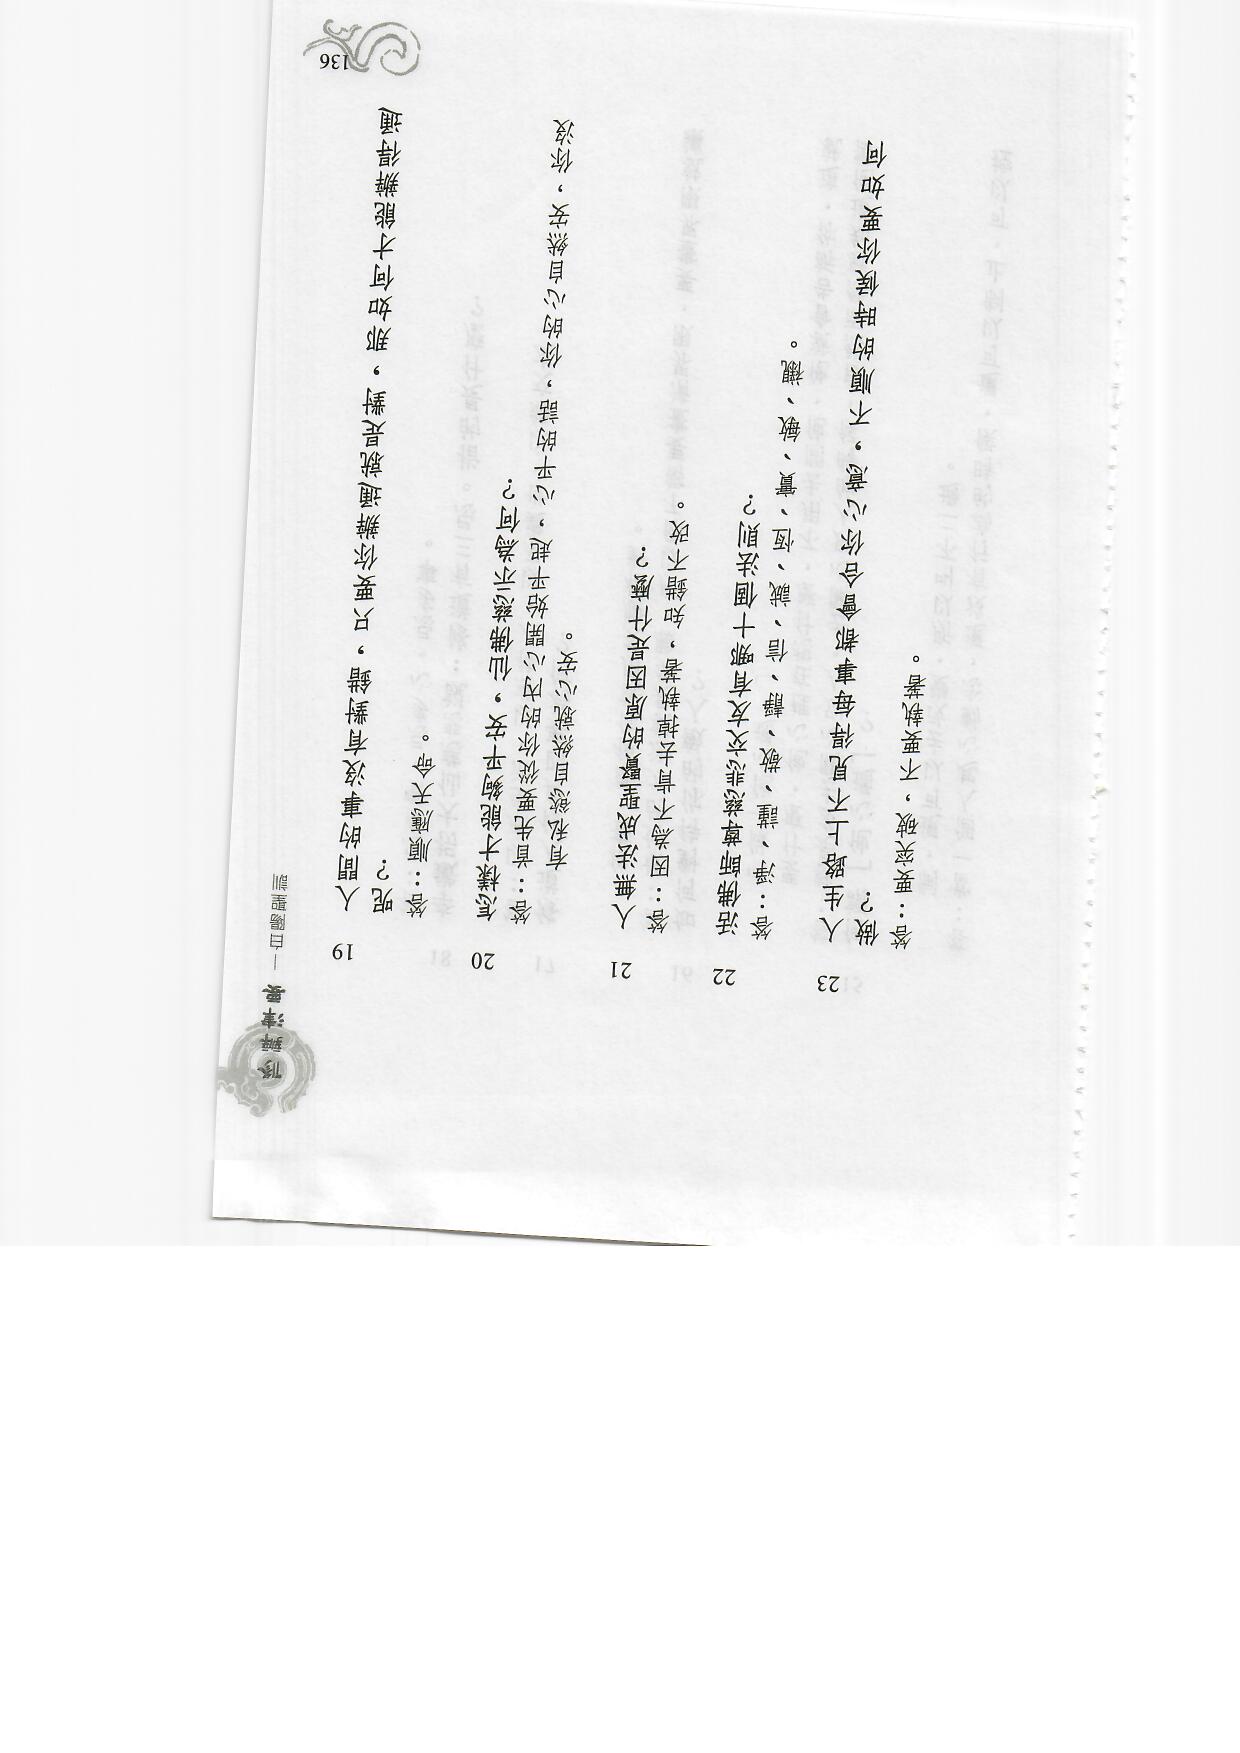 修辦津要
—白陽聖訓
19
人間的事沒有對錯，只要你辦通就是對，那如何才能辦得通
呢？
答：順應天命。
20
怎樣才能夠平安，仙佛慈示為何？
答：首先要從你的內心開始平起，心平的話，你的心自然安，你沒
有私慾自然就心安。
21
人無法成聖賢的原因是什麼？
答：因為不肯去掉執著，知錯不改。
22
活佛師尊慈悲交友有哪十個法則？
答：淨、謹、敬、靜、信、誠、恆、實、敏、襯。
23
人生路上不見得每事都會合你心意，不順的時候你要如何
做？
答：要突破，不要執著。
136